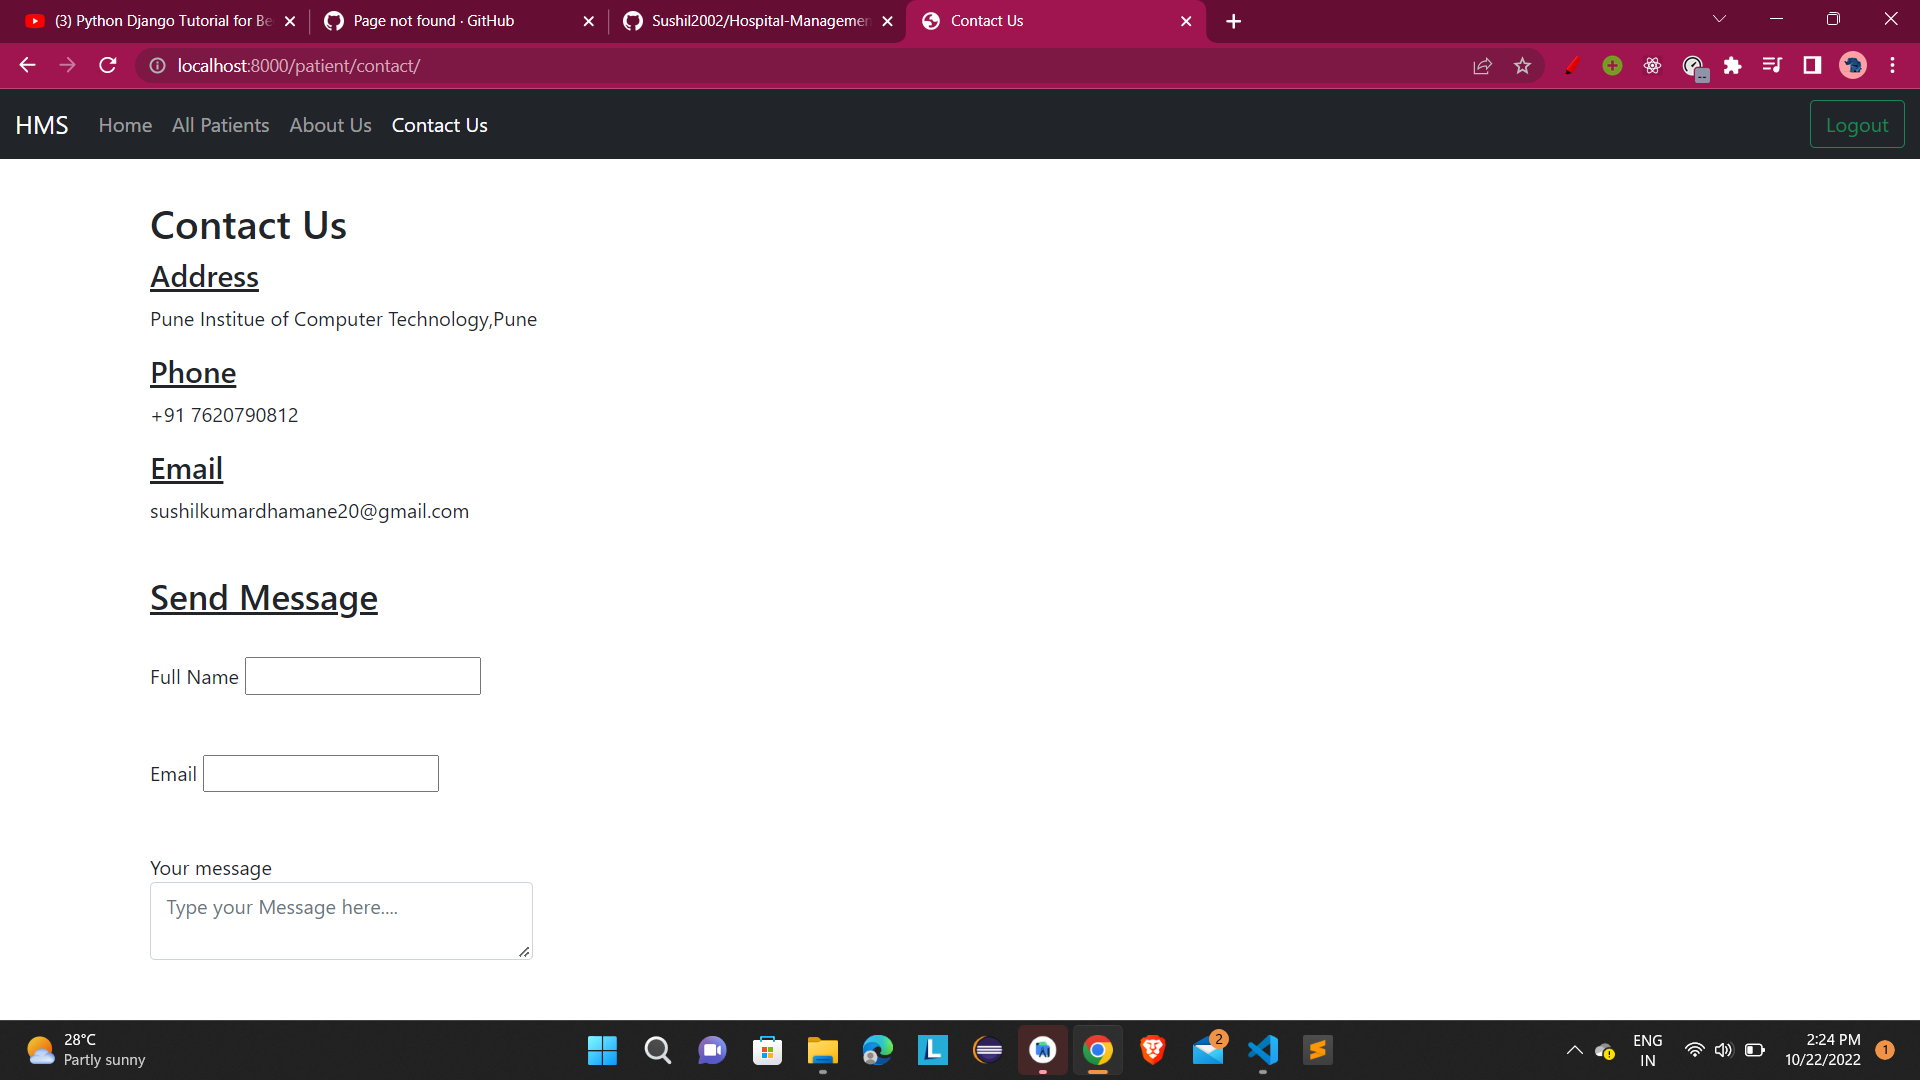 (3) Python Django Tutorial for Be
Page not found · GitHub
Sushil2002/Hospital-Managemen
Contact Us
localhost:8000/patient/contact/
HMS
Home
All Patients
About Us
Contact Us
Logout
Contact Us
Address
Pune Institue of Computer Technology,Pune
Phone
+91 7620790812
Email
sushilkumardhamane20@gmail.com
Send Message
Full Name
Email
Your message
Type your Message here....
28°C
Partly sunny
2
ENG
IN
2:24 PM
10/22/2022
1